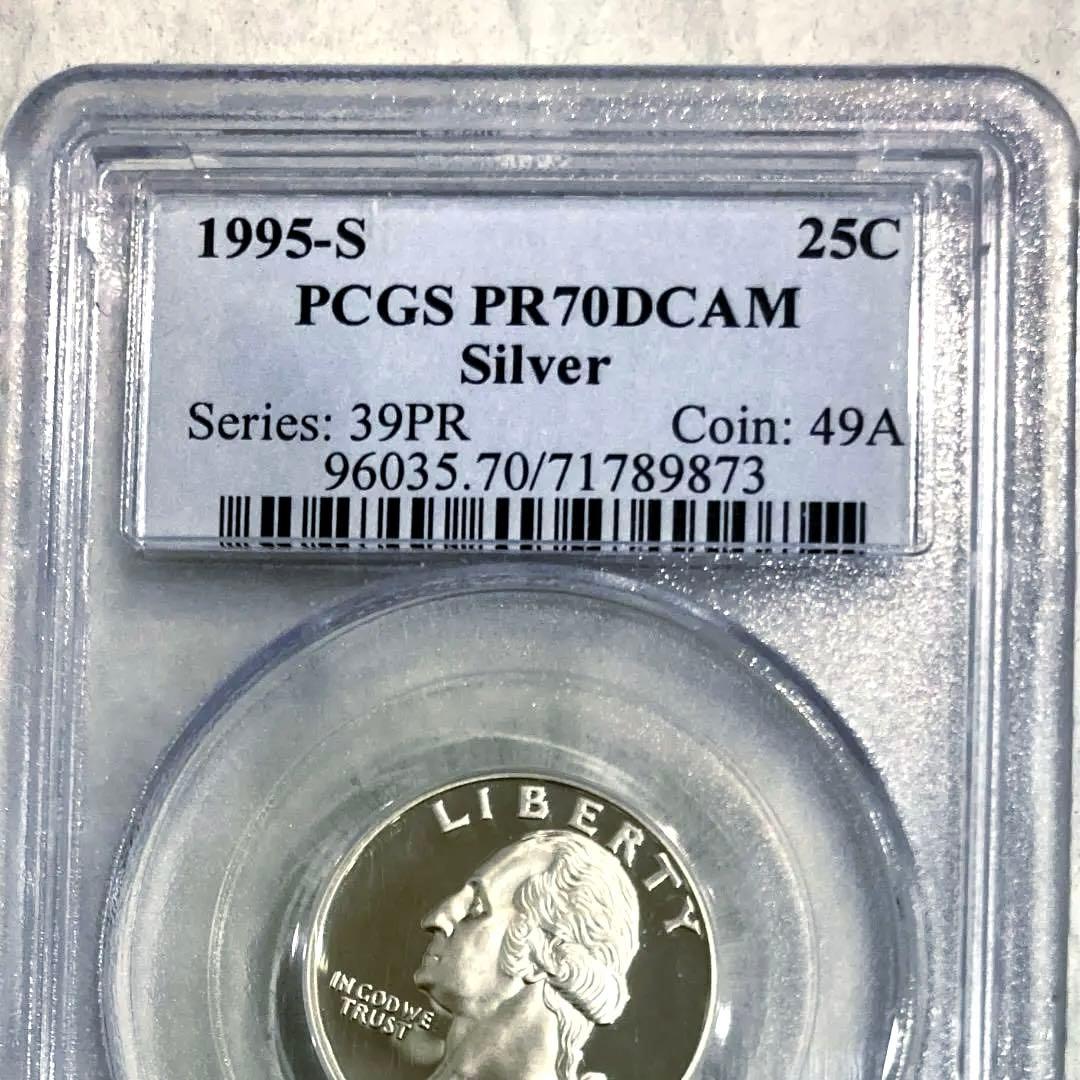 1995-S 25C
PCGS PR70DCAM
Silver
Series: 39PR Coin: 49A
96035.70/71789873
LIBERTY
IN GOD WE
TRUST